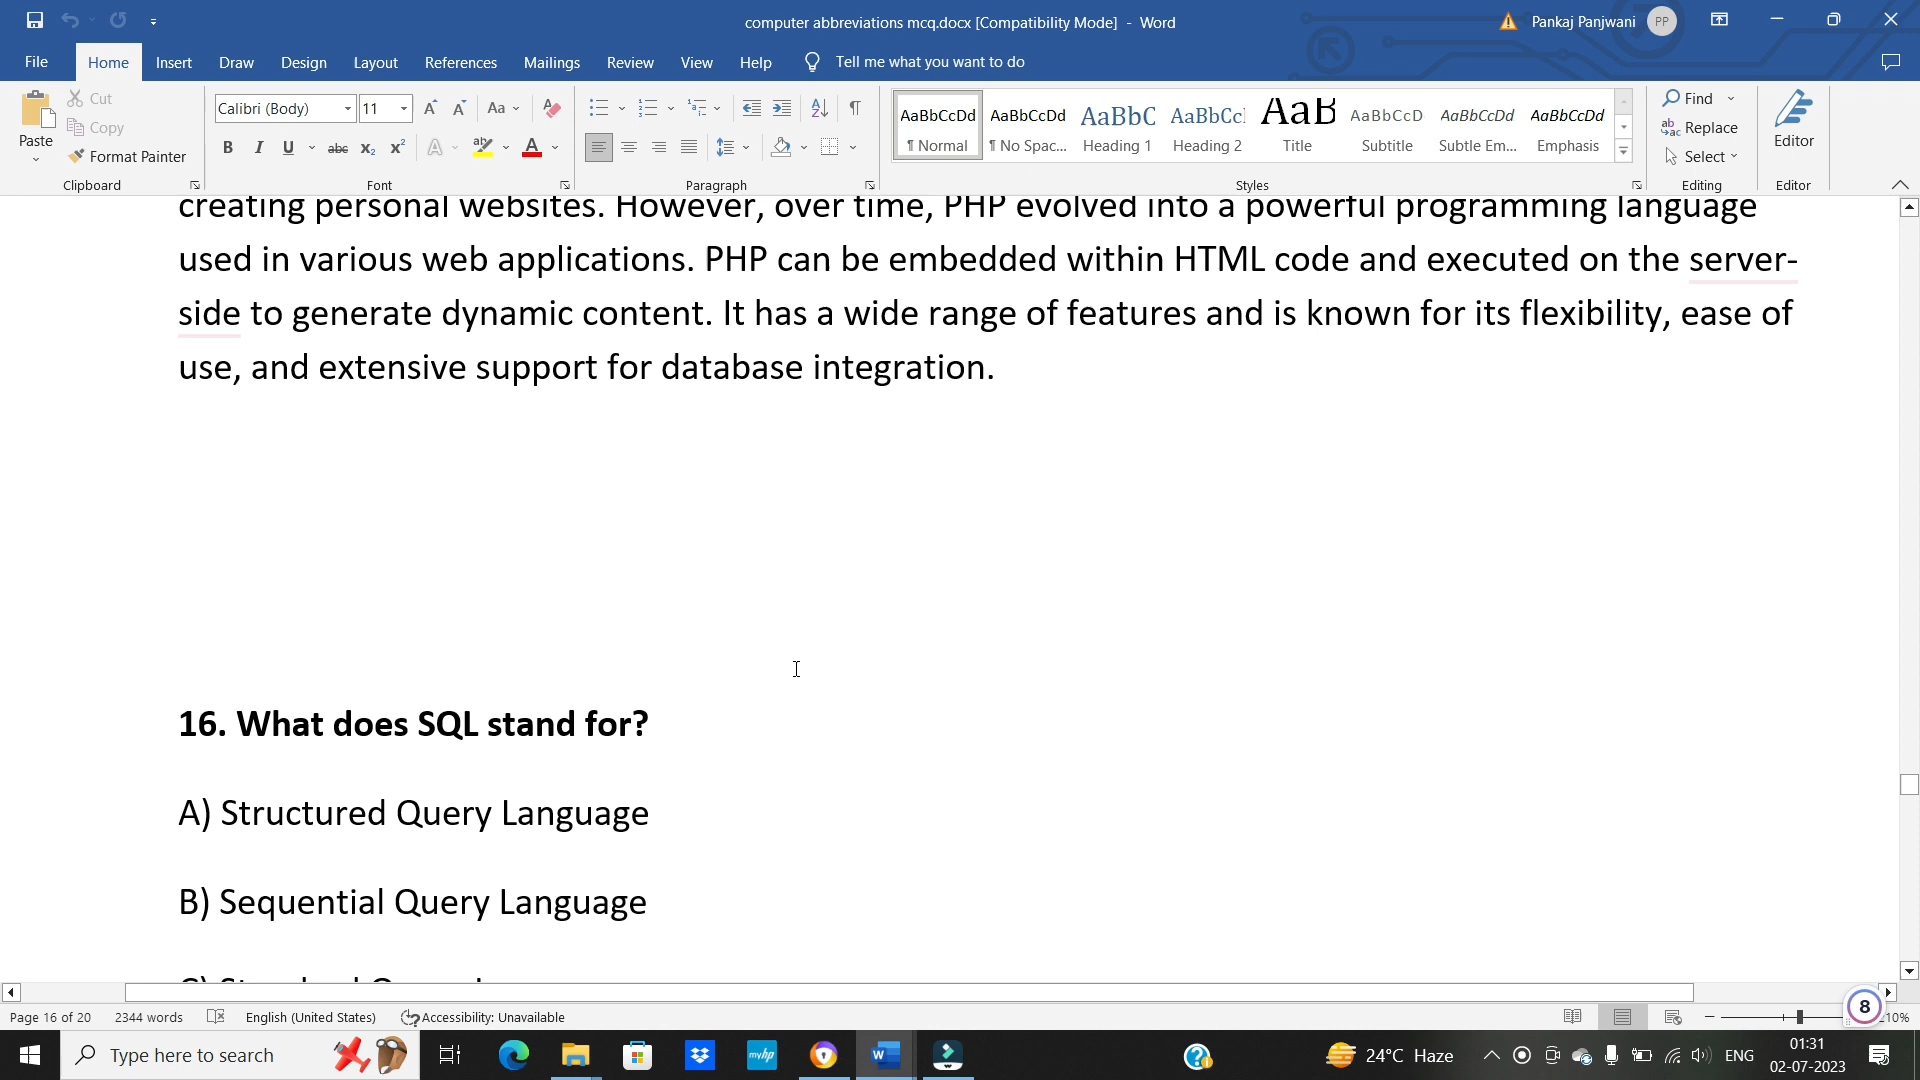 computer abbreviations mcq.docx [Compatibility Mode] - Word
Pankaj Panjwani
PP
File Home Insert Draw Design Layout References Mailings Review View Help Tell me what you want to do
Paste
Cut
Copy
Format Painter
Clipboard
Calibri (Body) 11
Font
Paragraph
AaBbCcDd AaBbCcDd AaBbC AaBbCc AaB AaBbCcD AaBbCcDd AaBbCcDd
¶ Normal ¶ No Spac... Heading 1 Heading 2 Title Subtitle Subtle Em... Emphasis
Styles
Find
Replace
Select
Editing
Editor
Editor
creating personal websites. However, over time, PHP evolved into a powerful programming language
used in various web applications. PHP can be embedded within HTML code and executed on the server-
side to generate dynamic content. It has a wide range of features and is known for its flexibility, ease of
use, and extensive support for database integration.
16. What does SQL stand for?
A) Structured Query Language
B) Sequential Query Language
Page 16 of 20 2344 words English (United States) Accessibility: Unavailable
8
Type here to search
myhp
24°C Haze
ENG
01:31
02-07-2023